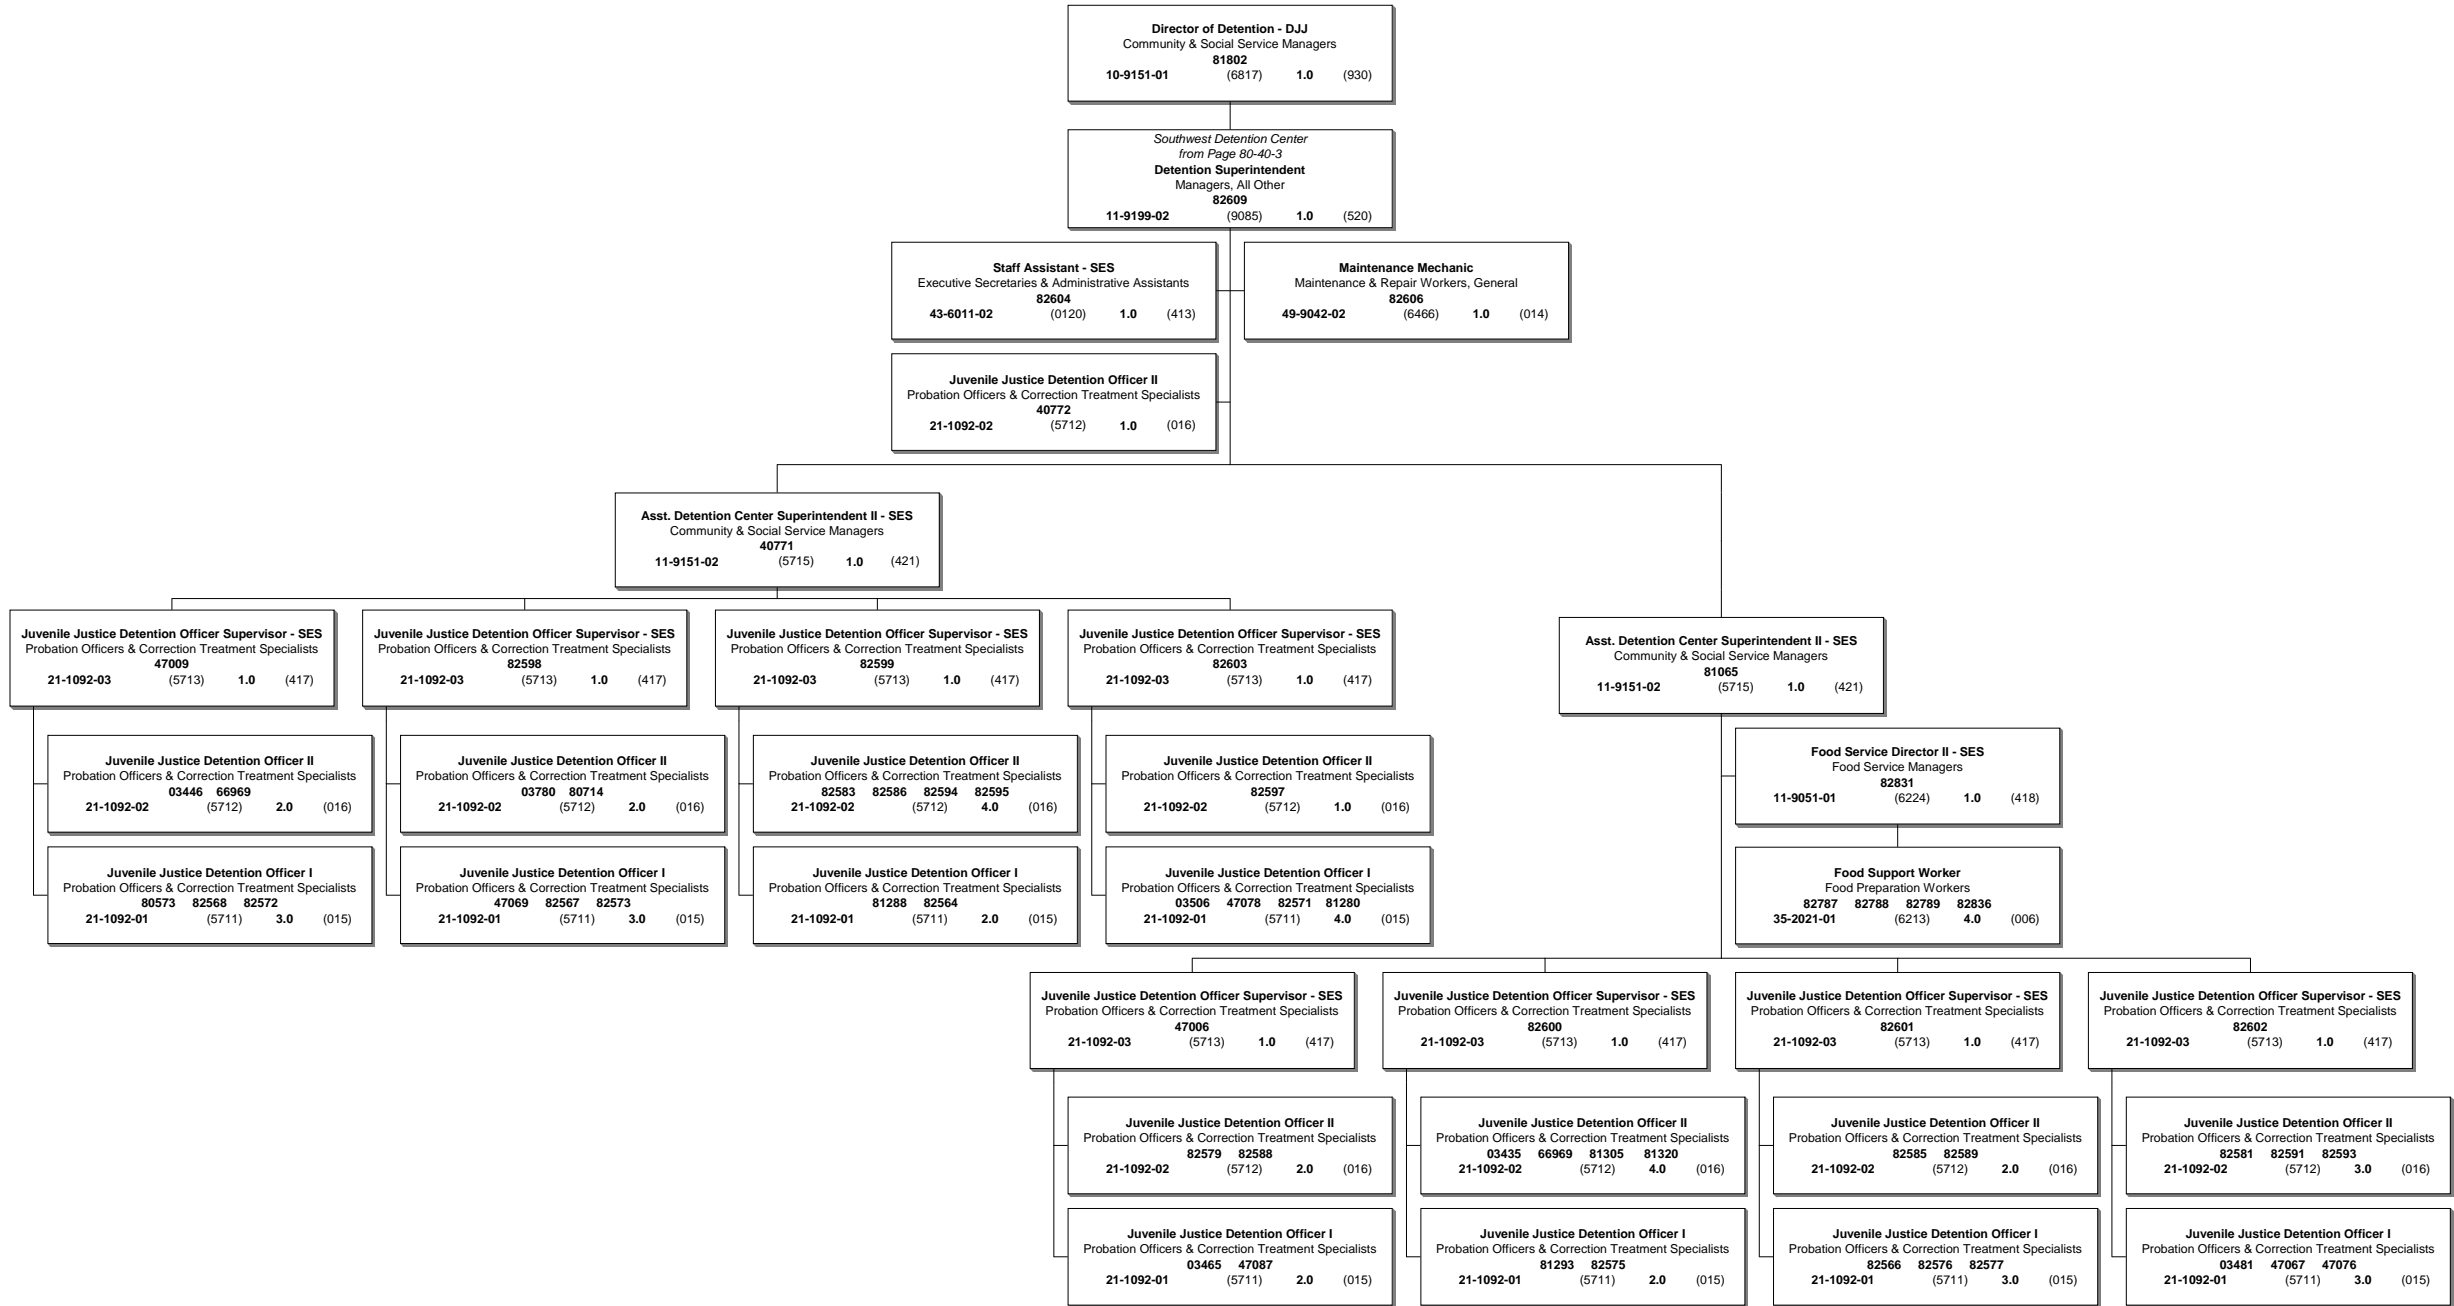 Director of Detention - DJJ
Community & Social Service Managers
81802
10-9151-01 (6817) 1.0 (930)
Southwest Detention Center
from Page 80-40-3
Detention Superintendent
Managers, All Other
82609
11-9199-02 (9085) 1.0 (520)
Staff Assistant - SES
Executive Secretaries & Administrative Assistants
82604
43-6011-02 (0120) 1.0 (413)
Maintenance Mechanic
Maintenance & Repair Workers, General
82606
49-9042-02 (6466) 1.0 (014)
Juvenile Justice Detention Officer II
Probation Officers & Correction Treatment Specialists
40772
21-1092-02 (5712) 1.0 (016)
Asst. Detention Center Superintendent II - SES
Community & Social Service Managers
40771
11-9151-02 (5715) 1.0 (421)
Juvenile Justice Detention Officer Supervisor - SES
Probation Officers & Correction Treatment Specialists
47009
21-1092-03 (5713) 1.0 (417)
Juvenile Justice Detention Officer Supervisor - SES
Probation Officers & Correction Treatment Specialists
82598
21-1092-03 (5713) 1.0 (417)
Juvenile Justice Detention Officer Supervisor - SES
Probation Officers & Correction Treatment Specialists
82599
21-1092-03 (5713) 1.0 (417)
Juvenile Justice Detention Officer Supervisor - SES
Probation Officers & Correction Treatment Specialists
82603
21-1092-03 (5713) 1.0 (417)
Asst. Detention Center Superintendent II - SES
Community & Social Service Managers
81065
11-9151-02 (5715) 1.0 (421)
Juvenile Justice Detention Officer II
Probation Officers & Correction Treatment Specialists
03446 66969
21-1092-02 (5712) 2.0 (016)
Juvenile Justice Detention Officer II
Probation Officers & Correction Treatment Specialists
03780 80714
21-1092-02 (5712) 2.0 (016)
Juvenile Justice Detention Officer II
Probation Officers & Correction Treatment Specialists
82583 82586 82594 82595
21-1092-02 (5712) 4.0 (016)
Juvenile Justice Detention Officer II
Probation Officers & Correction Treatment Specialists
82597
21-1092-02 (5712) 1.0 (016)
Food Service Director II - SES
Food Service Managers
82831
11-9051-01 (6224) 1.0 (418)
Juvenile Justice Detention Officer I
Probation Officers & Correction Treatment Specialists
80573 82568 82572
21-1092-01 (5711) 3.0 (015)
Juvenile Justice Detention Officer I
Probation Officers & Correction Treatment Specialists
47069 82567 82573
21-1092-01 (5711) 3.0 (015)
Juvenile Justice Detention Officer I
Probation Officers & Correction Treatment Specialists
81288 82564
21-1092-01 (5711) 2.0 (015)
Juvenile Justice Detention Officer I
Probation Officers & Correction Treatment Specialists
03506 47078 82571 81280
21-1092-01 (5711) 4.0 (015)
Food Support Worker
Food Preparation Workers
82787 82788 82789 82836
35-2021-01 (6213) 4.0 (006)
Juvenile Justice Detention Officer Supervisor - SES
Probation Officers & Correction Treatment Specialists
47006
21-1092-03 (5713) 1.0 (417)
Juvenile Justice Detention Officer Supervisor - SES
Probation Officers & Correction Treatment Specialists
82600
21-1092-03 (5713) 1.0 (417)
Juvenile Justice Detention Officer Supervisor - SES
Probation Officers & Correction Treatment Specialists
82601
21-1092-03 (5713) 1.0 (417)
Juvenile Justice Detention Officer Supervisor - SES
Probation Officers & Correction Treatment Specialists
82602
21-1092-03 (5713) 1.0 (417)
Juvenile Justice Detention Officer II
Probation Officers & Correction Treatment Specialists
82579 82588
21-1092-02 (5712) 2.0 (016)
Juvenile Justice Detention Officer II
Probation Officers & Correction Treatment Specialists
03435 66969 81305 81320
21-1092-02 (5712) 4.0 (016)
Juvenile Justice Detention Officer II
Probation Officers & Correction Treatment Specialists
82585 82589
21-1092-02 (5712) 2.0 (016)
Juvenile Justice Detention Officer II
Probation Officers & Correction Treatment Specialists
82581 82591 82593
21-1092-02 (5712) 3.0 (016)
Juvenile Justice Detention Officer I
Probation Officers & Correction Treatment Specialists
03465 47087
21-1092-01 (5711) 2.0 (015)
Juvenile Justice Detention Officer I
Probation Officers & Correction Treatment Specialists
81293 82575
21-1092-01 (5711) 2.0 (015)
Juvenile Justice Detention Officer I
Probation Officers & Correction Treatment Specialists
82566 82576 82577
21-1092-01 (5711) 3.0 (015)
Juvenile Justice Detention Officer I
Probation Officers & Correction Treatment Specialists
03481 47067 47076
21-1092-01 (5711) 3.0 (015)